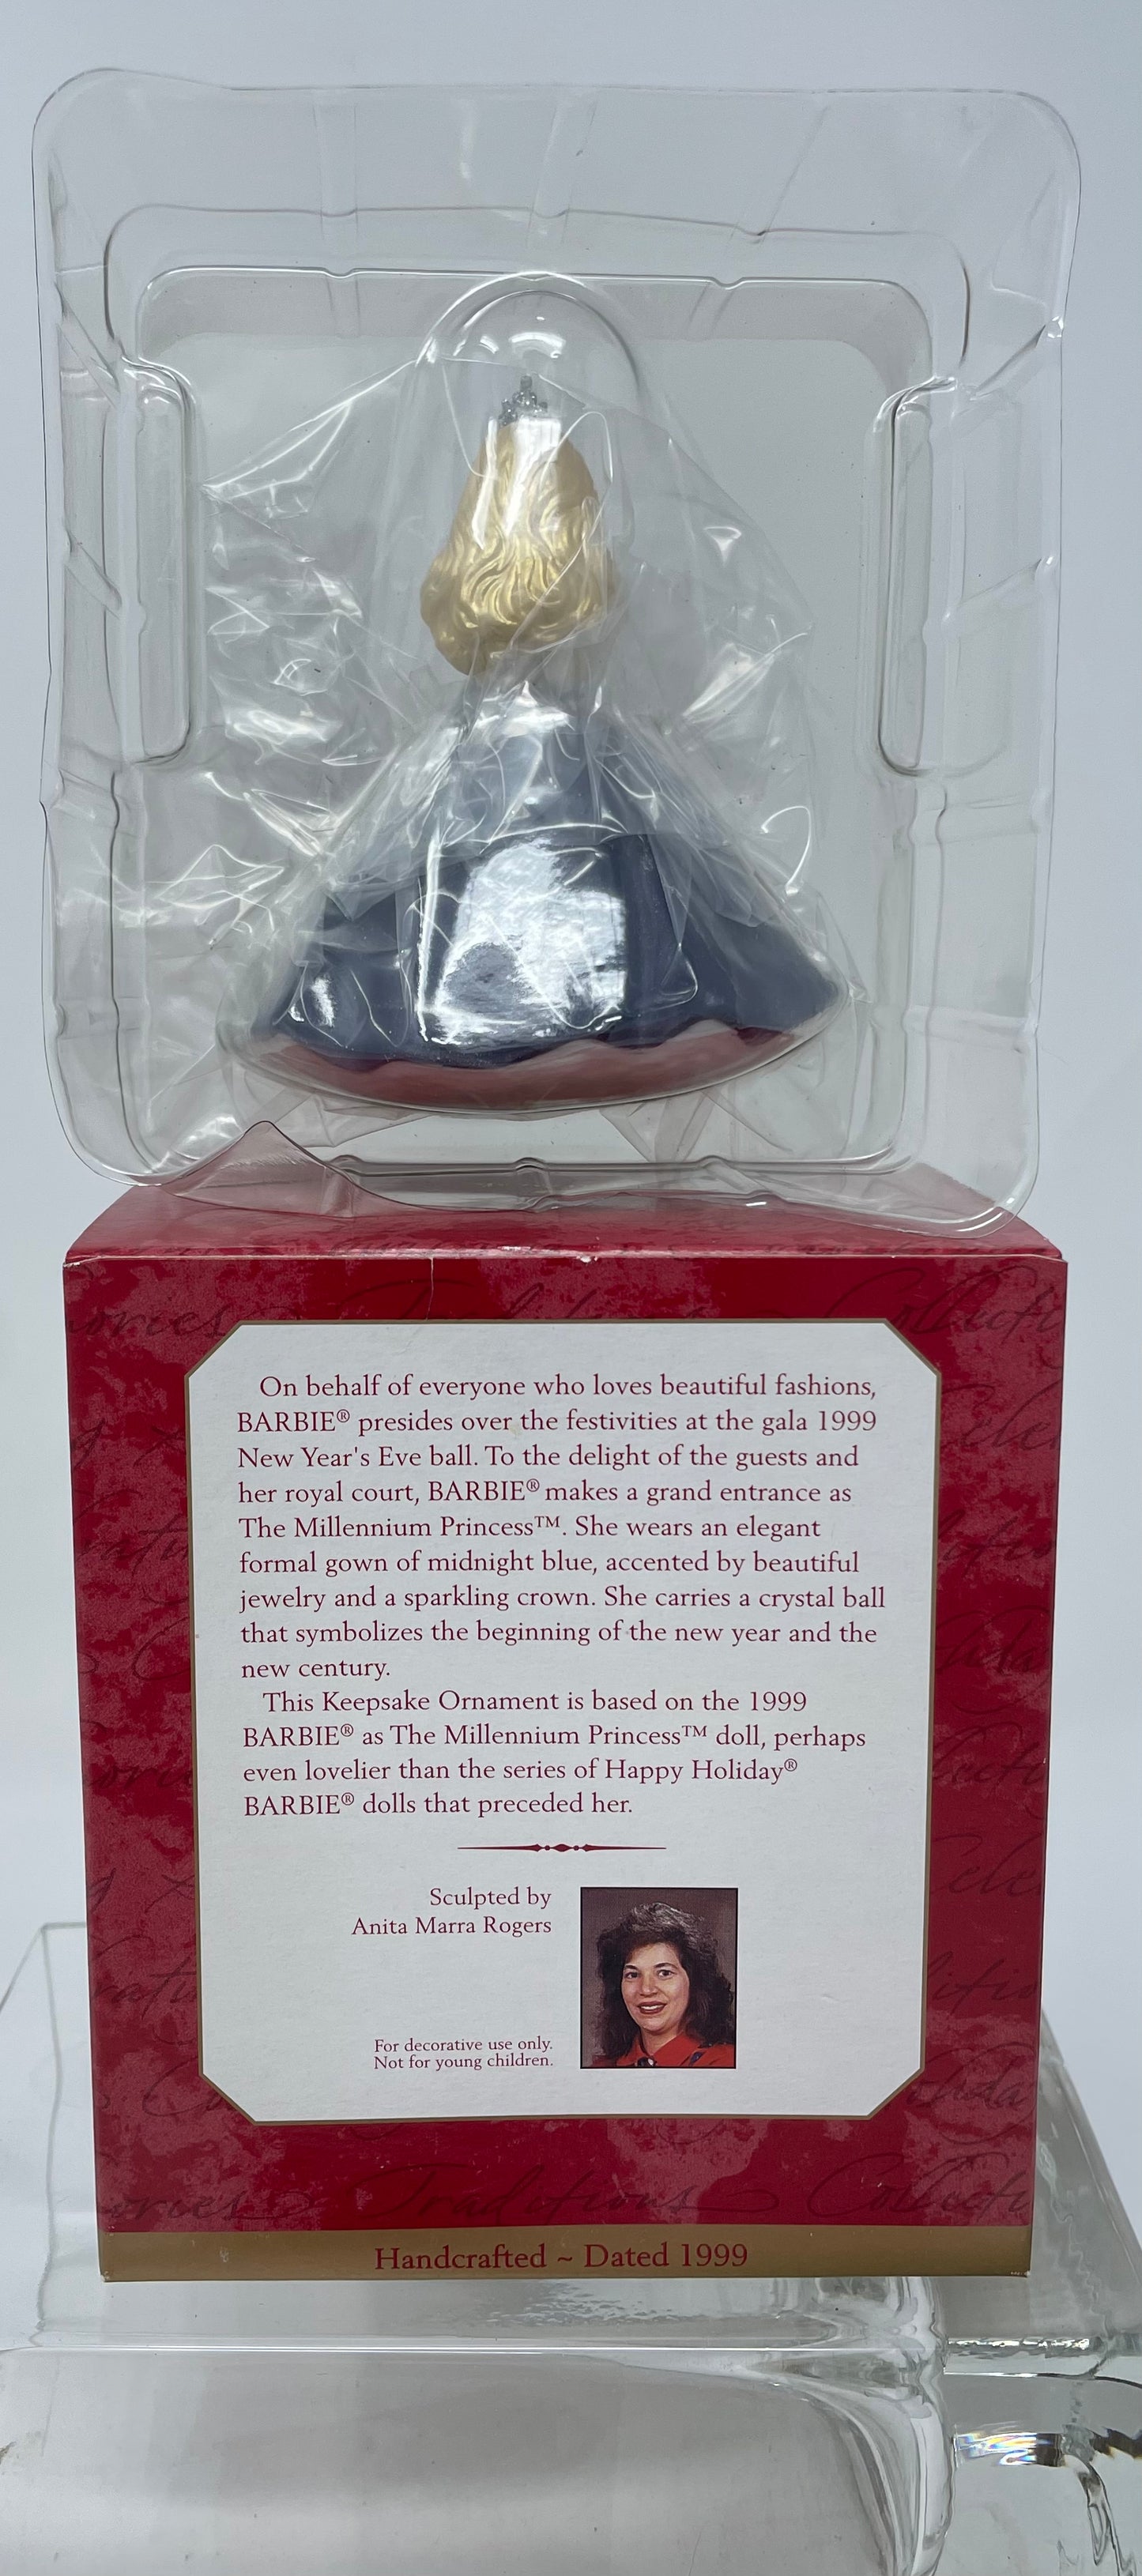 On behalf of everyone who loves beautiful fashions,
BARBIE® presides over the festivities at the gala 1999
New Year's Eve ball. To the delight of the guests and
her royal court, BARBIE® makes a grand entrance as
The Millennium Princess™. She wears an elegant
formal gown of midnight blue, accented by beautiful
jewelry and a sparkling crown. She carries a crystal ball
that symbolizes the beginning of the new year and the
new century.
This Keepsake Ornament is based on the 1999
BARBIE® as The Millennium Princess™ doll, perhaps
even lovelier than the series of Happy Holiday®
BARBIE® dolls that preceded her.
Sculpted by
Anita Marra Rogers
For decorative use only.
Not for young children.
Traditions
Handcrafted ~ Dated 1999